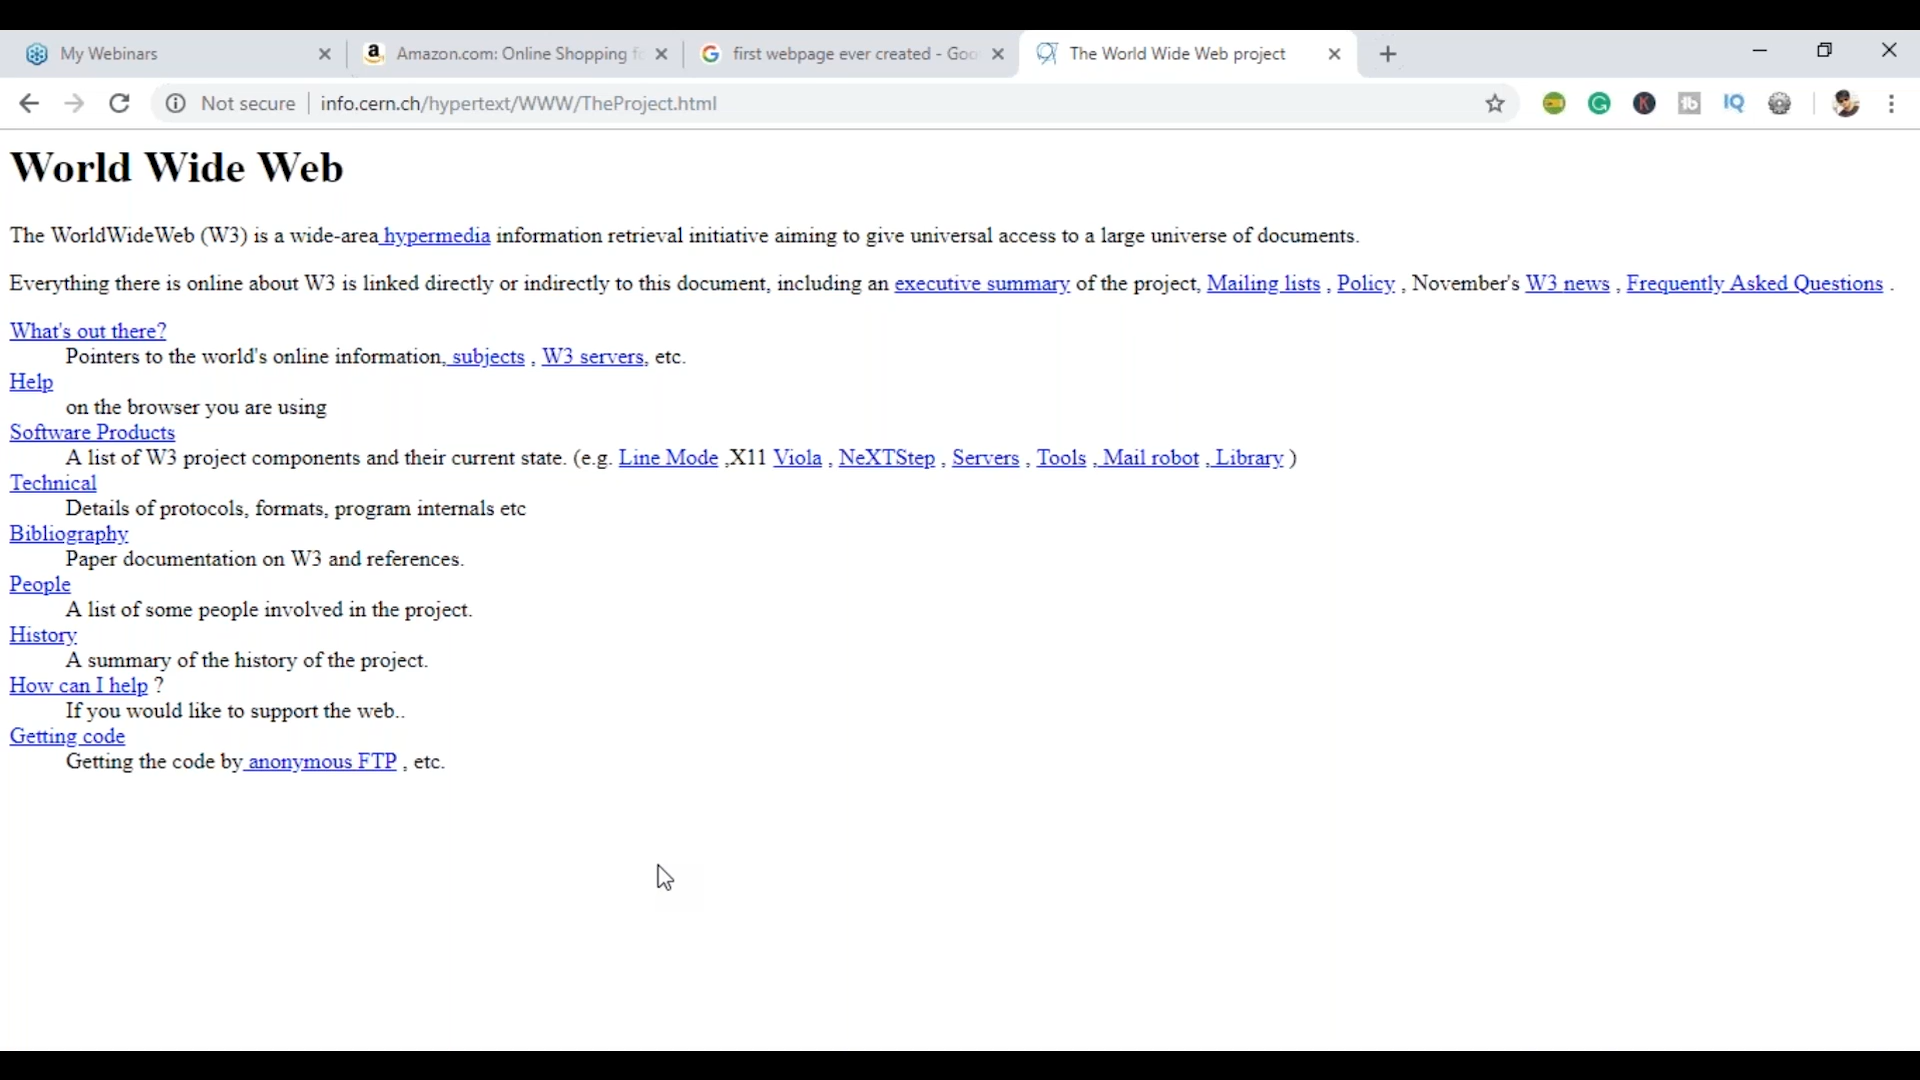 My Webinars
Amazon.com: Online Shopping fo
first webpage ever created - Goo
The World Wide Web project
Not secure
info.cern.ch/hypertext/WWW/TheProject.html
World Wide Web
The WorldWideWeb (W3) is a wide-area hypermedia information retrieval initiative aiming to give universal access to a large universe of documents.
Everything there is online about W3 is linked directly or indirectly to this document, including an executive summary of the project, Mailing lists , Policy , November's W3 news , Frequently Asked Questions .
What's out there?
Pointers to the world's online information, subjects , W3 servers, etc.
Help
on the browser you are using
Software Products
A list of W3 project components and their current state. (e.g. Line Mode ,X11 Viola , NeXTStep , Servers , Tools , Mail robot , Library )
Technical
Details of protocols, formats, program internals etc
Bibliography
Paper documentation on W3 and references.
People
A list of some people involved in the project.
History
A summary of the history of the project.
How can I help ?
If you would like to support the web..
Getting code
Getting the code by anonymous FTP , etc.